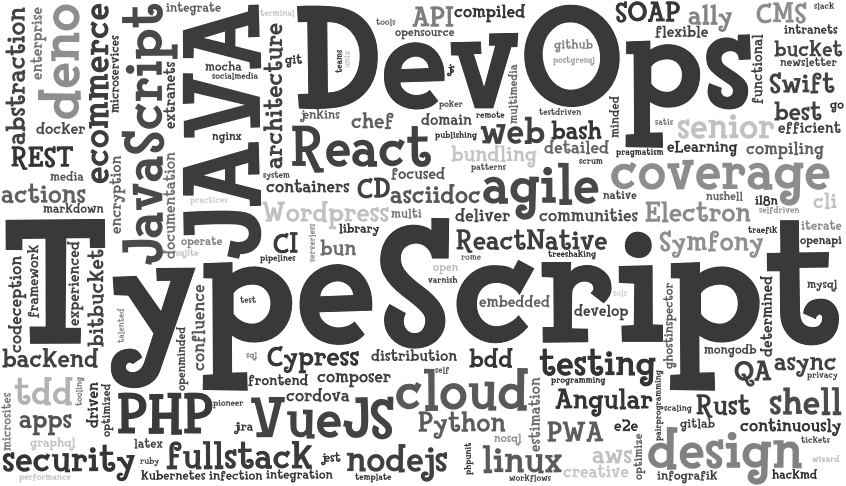 integrate
terminal
tools
API
compiled
SOAP
ally
CMS
slack
abstraction
enterprise
deno
ecommerce
microservices
JavaScript
JAVA
git
DevOps
opensource
flexible
intranets
bucket
newsletter
extranets
mocha
socialmedia
architecture
teams
unix
jr
github
postgresql
functional
Swift
docker
nginx
jenkins
chef
poker
domain
remote
publishing
multimedia
testdriven
minded
satis
senior
best
go
efficient
REST
media
React
web
bash
detailed
pragmatism
eLearning
compiling
bundling
scrum
patterns
actions
markdown
encryption
documentation
system
containers
CD
focused
asciidoc
agile
native
coverage
nushell
i18n
cli
selfdriven
practices
Wordpress
multi
deliver
communities
Electron
traefik
iterate
openapi
operate
sqlite
CI
pipelines
serverless
library
bun
ReactNative
treeshaking
rome
Symfony
TypeScript
codeception
framework
experienced
bitbucket
open
varnish
test
embedded
solr
develop
ghostinspector
determined
mysql
talented
openminded
confluence
backend
sql
Cypress
distribution
bdd
testing
mongodb
QA
async
privacy
tdd
tooling
driven
optimized
frontend
composer
self
cloud
programming
pairprogramming
microsites
apps
PHP
pioneer
cordova
Angular
scaling
Rust
shell
graphql
latex
jra
VueJS
Python
estimation
PWA
e2e
gitlab
continuously
tickets
security
ruby
fullstack
jest
nodejs
nosql
phpunit
linux
aws
optimize
design
wizard
performance
Kubernetes
infection
integration
template
workflows
creative
infografik
hackmd